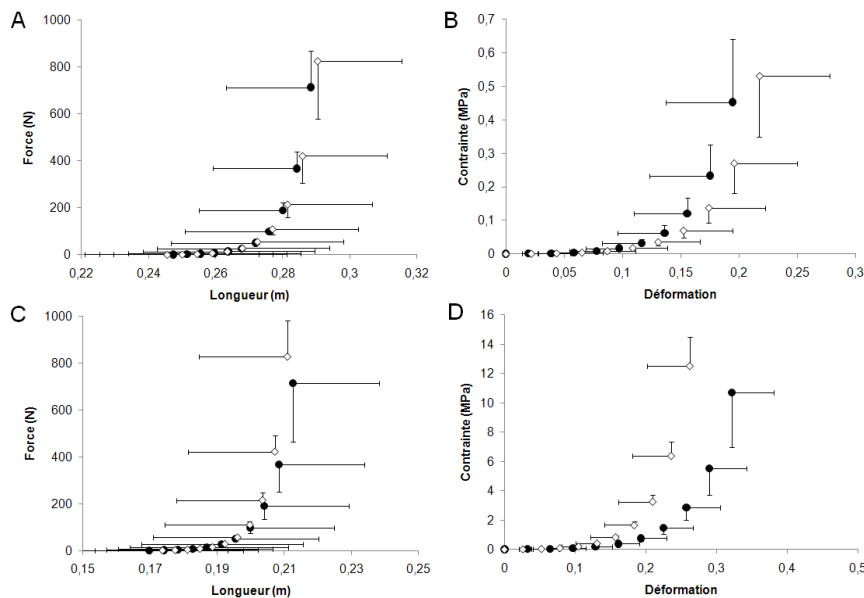 A
Force (N)
1000
800
600
400
200
0
0,22 0,24 0,26 0,28 0,3 0,32
Longueur (m)
B
Contrainte (MPa)
0,7
0,6
0,5
0,4
0,3
0,2
0,1
0
0 0,05 0,1 0,15 0,2 0,25 0,3
Déformation
C
Force (N)
1000
800
600
400
200
0
0,15 0,17 0,19 0,21 0,23 0,25
Longueur (m)
D
Contrainte (MPa)
16
14
12
10
8
6
4
2
0
0 0,1 0,2 0,3 0,4 0,5
Déformation